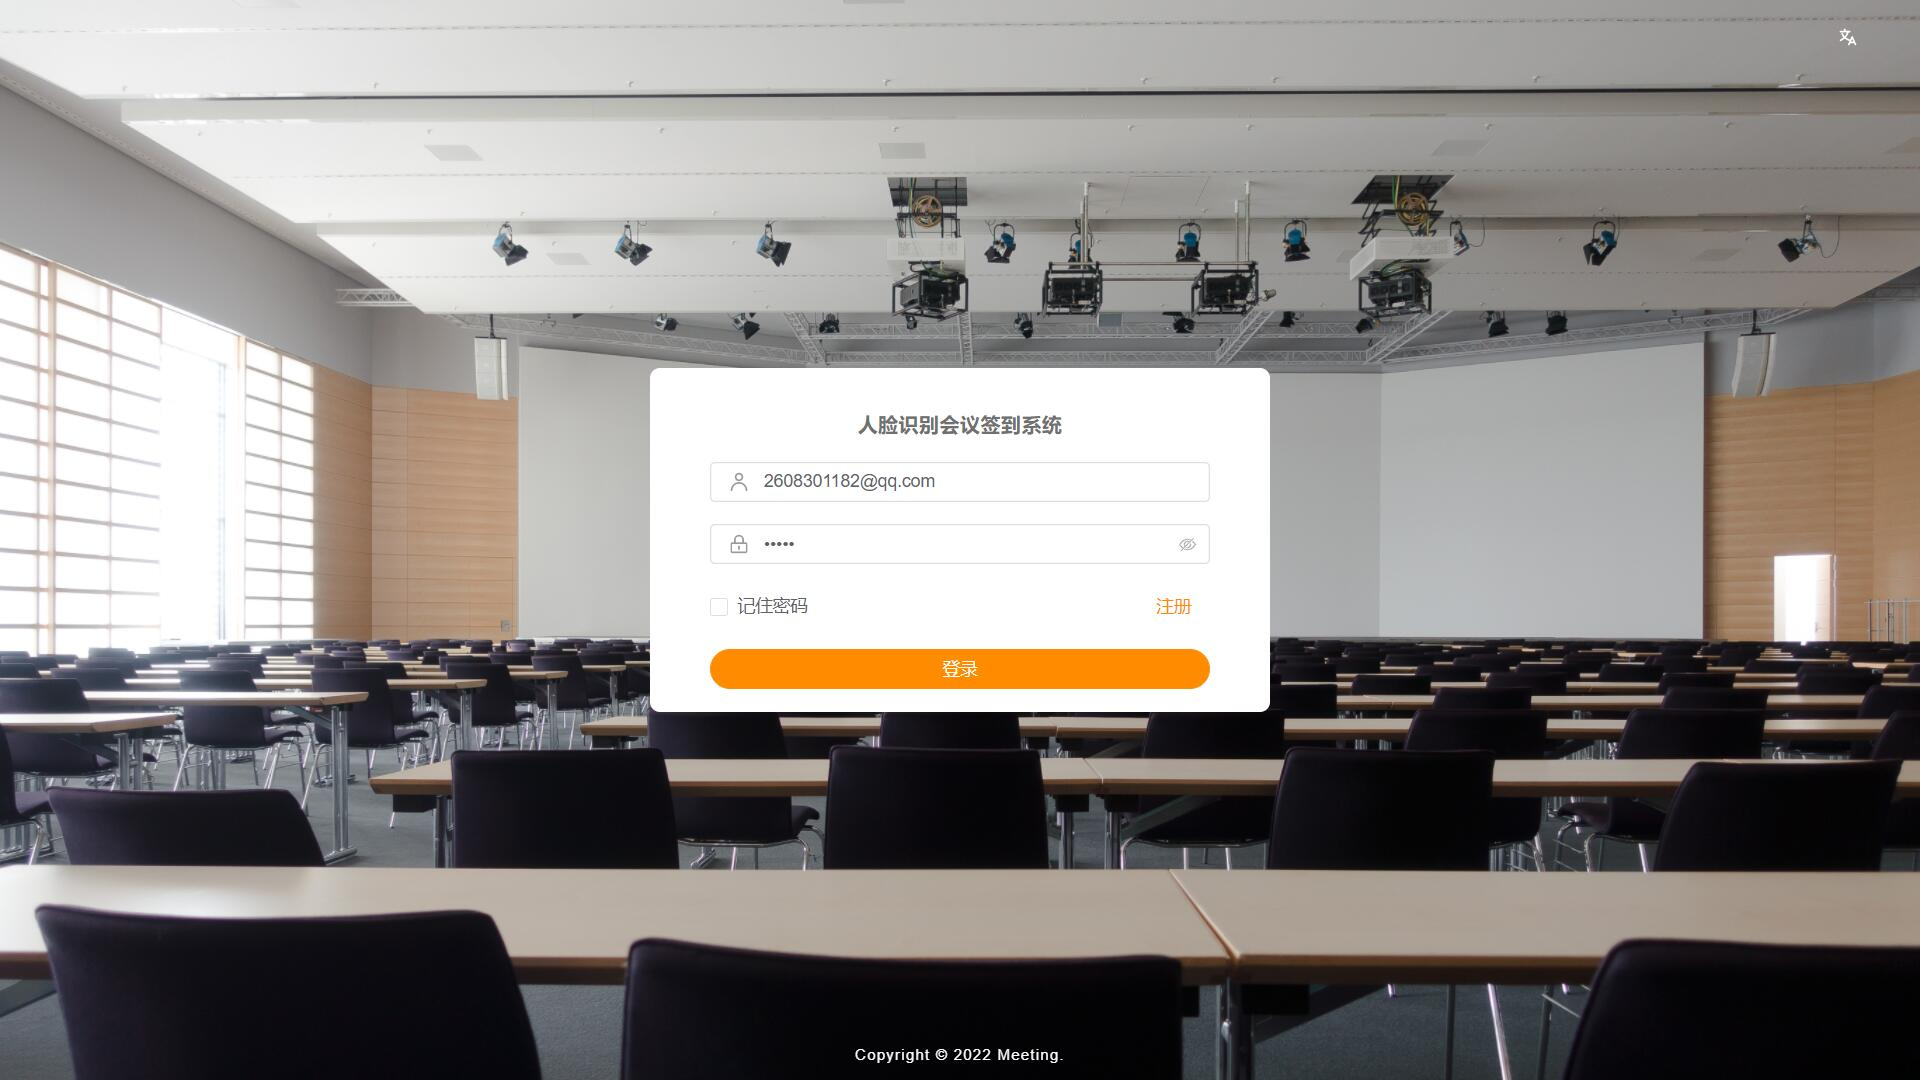 人脸识别会议签到系统
2608301182@qq.com
•••••
记住密码
注册
登录
Copyright © 2022 Meeting.